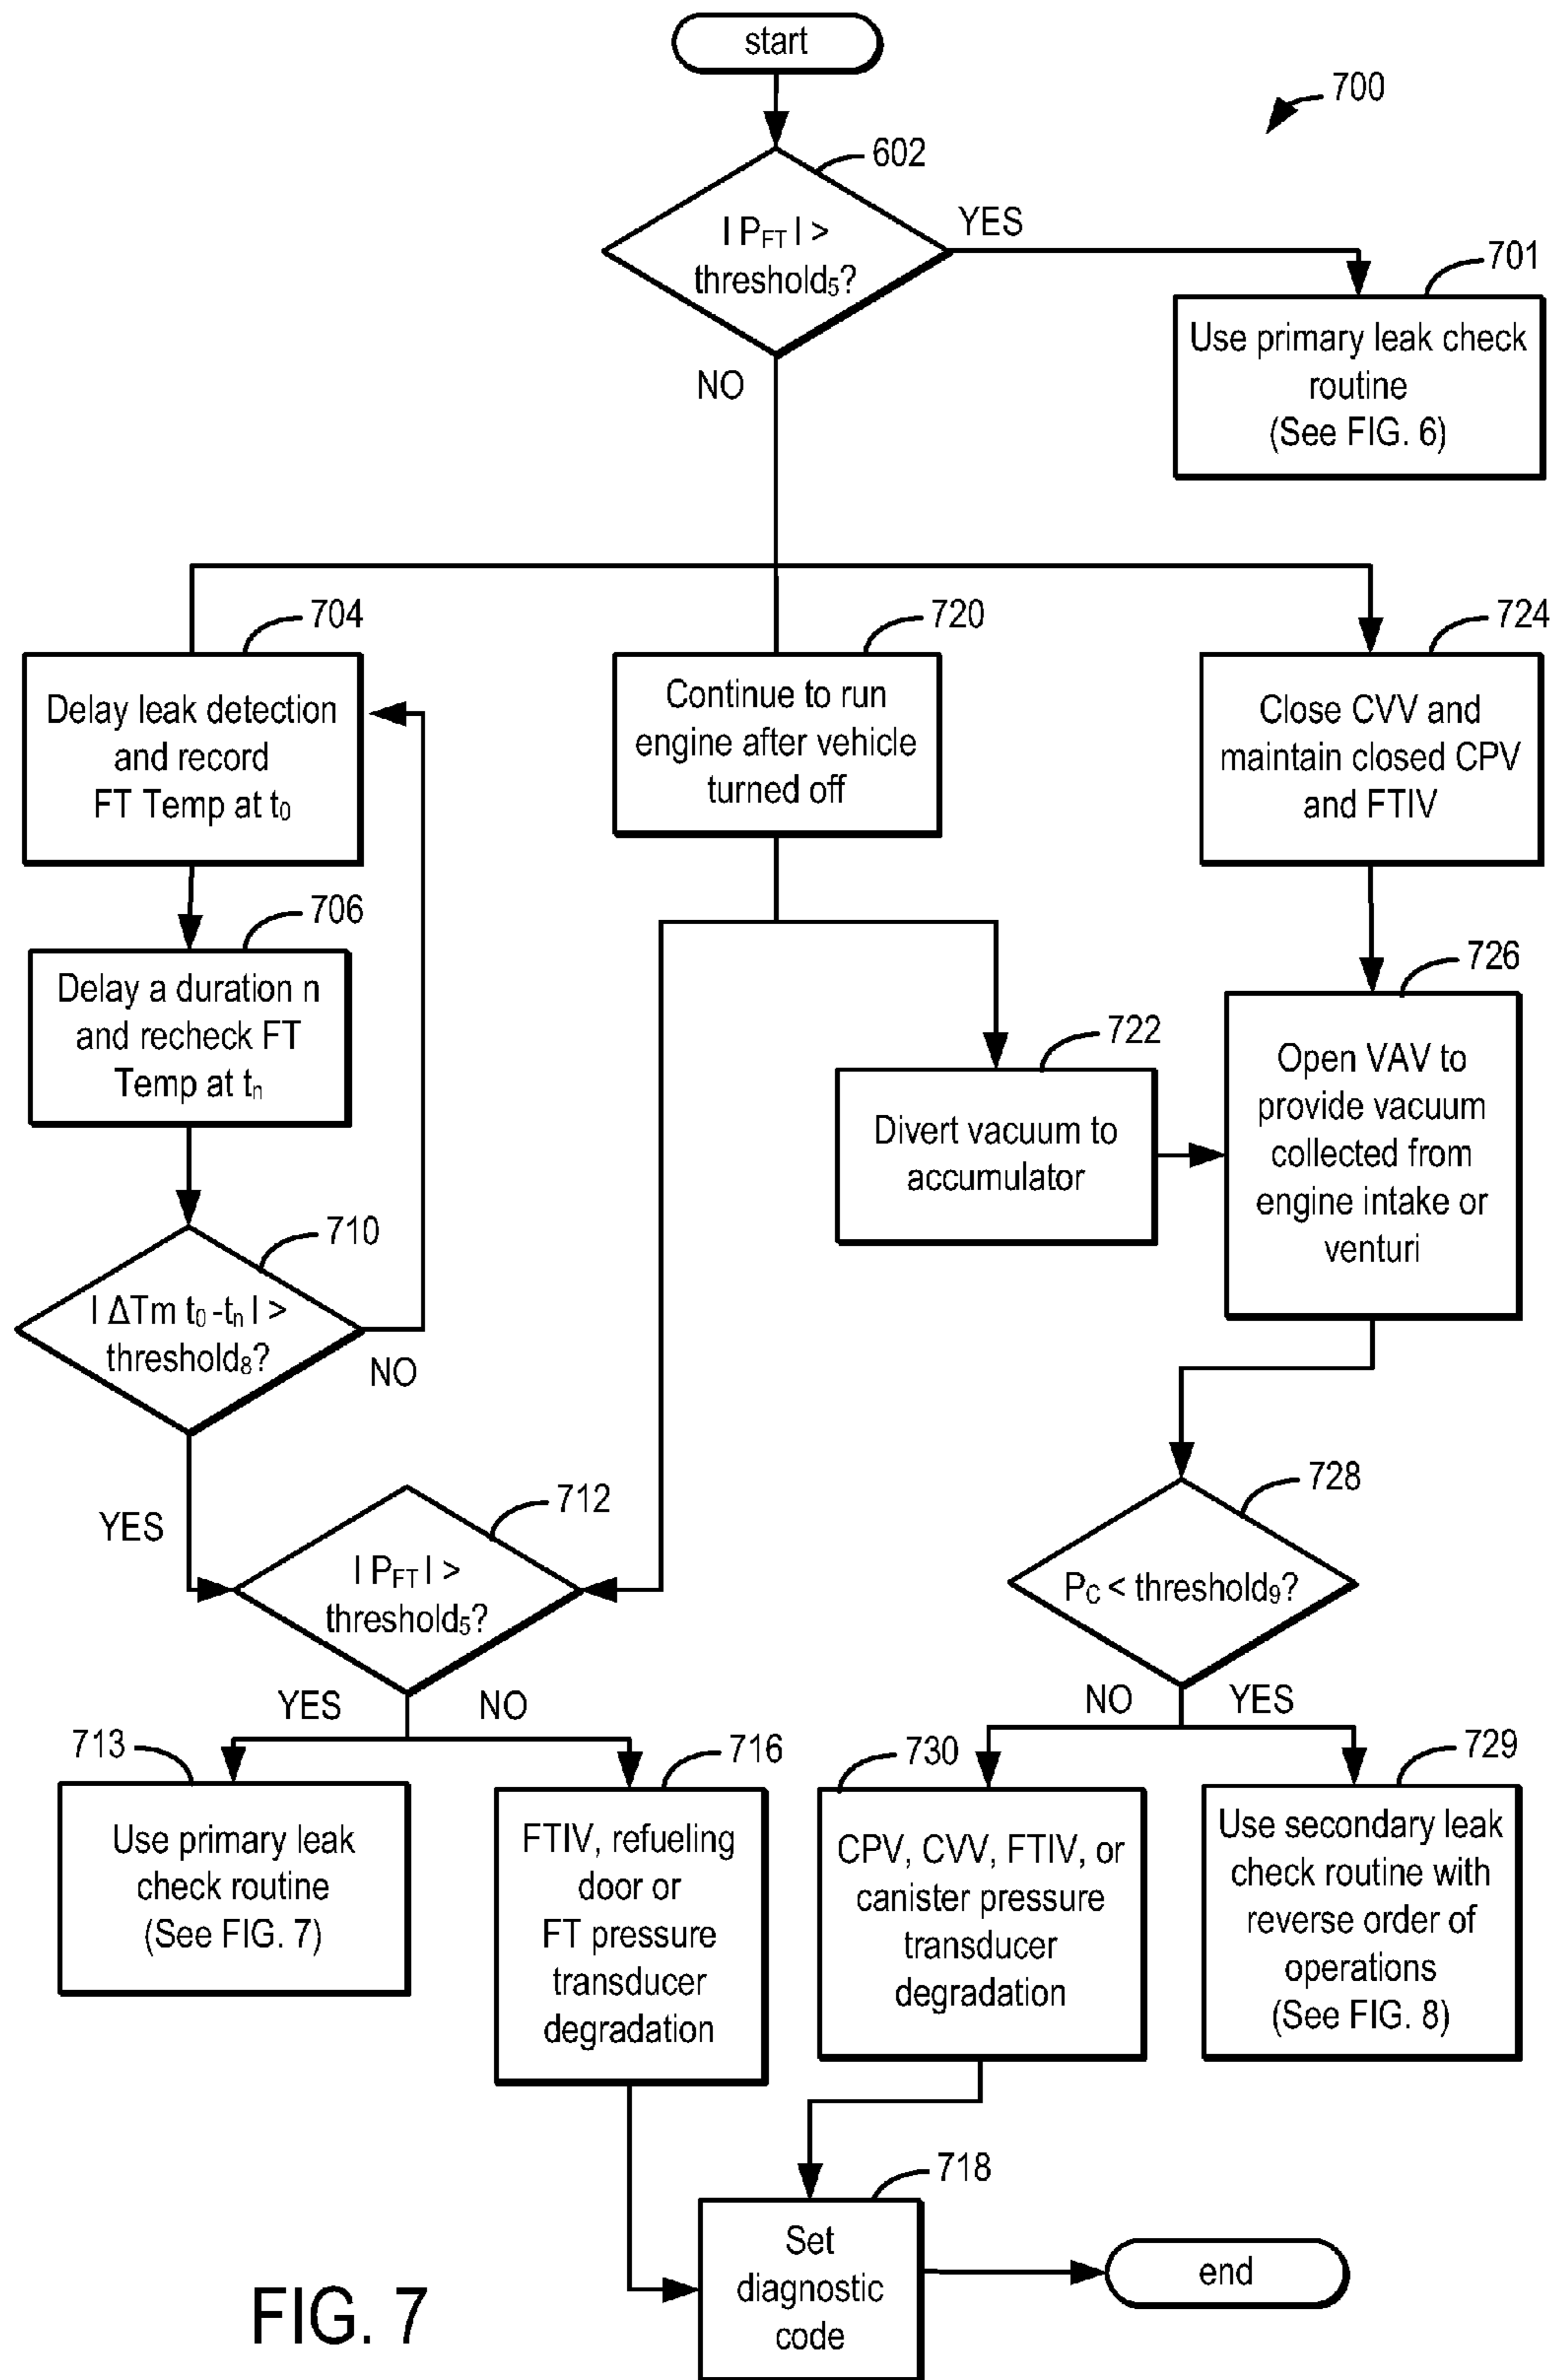 start
700
602
| P_FT | >
threshold₅?
YES
701
Use primary leak check
routine
(See FIG. 6)
NO
704
Delay leak detection
and record
FT Temp at t₀
720
Continue to run
engine after vehicle
turned off
724
Close CVV and
maintain closed CPV
and FTIV
706
Delay a duration n
and recheck FT
Temp at tₙ
726
Open VAV to
provide vacuum
collected from
engine intake or
venturi
722
Divert vacuum to
accumulator
710
| ΔTm t₀-tₙ | >
threshold₈?
NO
YES
712
| P_FT | >
threshold₅?
728
P_C < threshold₉?
YES
NO
NO
YES
713
Use primary leak
check routine
(See FIG. 7)
716
FTIV, refueling
door or
FT pressure
transducer
degradation
730
CPV, CVV, FTIV, or
canister pressure
transducer
degradation
729
Use secondary leak
check routine with
reverse order of
operations
(See FIG. 8)
718
Set
diagnostic
code
end
FIG. 7